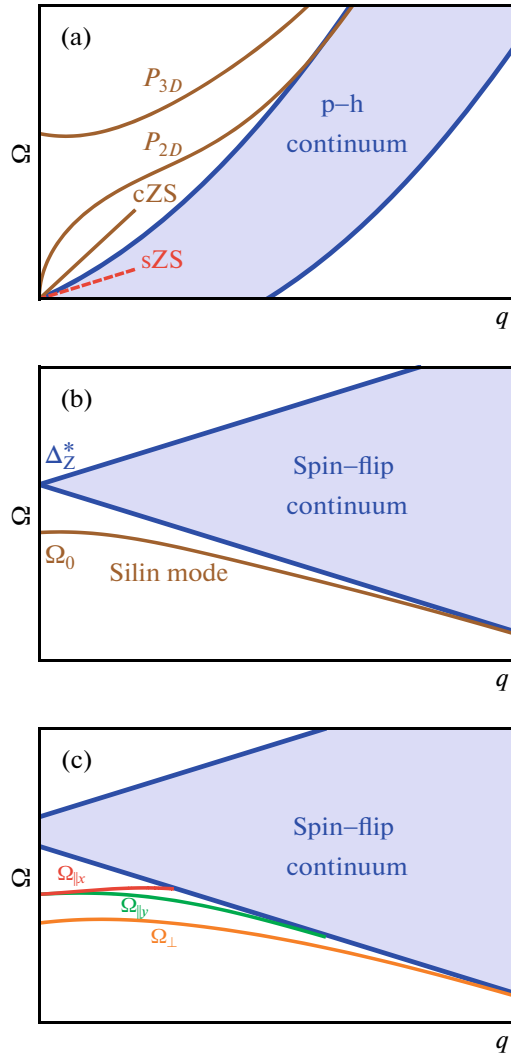 (a)
P3D
p–h
continuum
P2D
cZS
sZS
Ω
q
(b)
Δ*Z
Spin–flip
continuum
Ω
Ω0
Silin mode
q
(c)
Spin–flip
continuum
Ω
Ω||x
Ω||y
Ω⊥
q